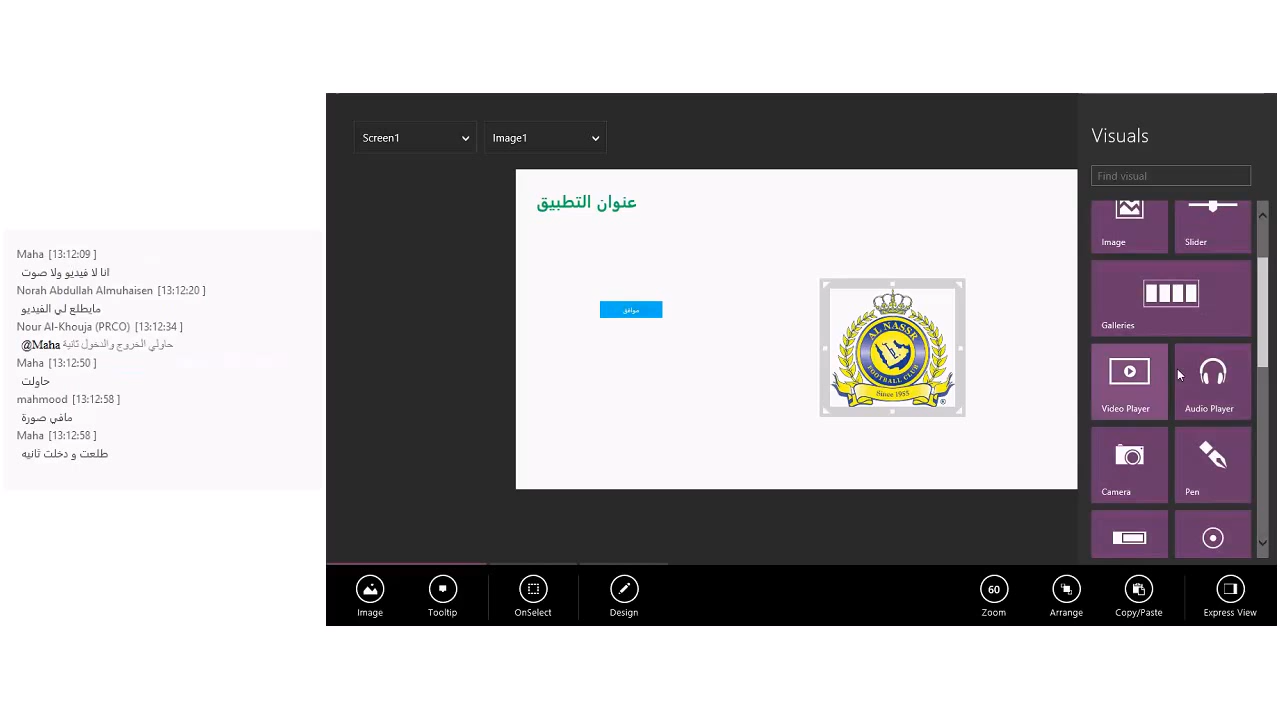 Maha [13:12:09 ]
انا لا فيديو ولا صوت
Norah Abdullah Almuhaisen [13:12:20 ]
مايطلع لي الفيديو
Nour Al-Khouja (PRCO) [13:12:34 ]
@Maha حاولي الخروج والدخول ثانية
Maha [13:12:50 ]
حاولت
mahmood [13:12:58 ]
مافي صورة
Maha [13:12:58 ]
طلعت و دخلت ثانيه
Screen1
Image1
عنوان التطبيق
موافق
AL NASSR
FOOTBALL CLUB
Since 1955
®
Visuals
Find visual
Image
Slider
Galleries
Video Player
Audio Player
Camera
Pen
Image
Tooltip
OnSelect
Design
60
Zoom
Arrange
Copy/Paste
Express View